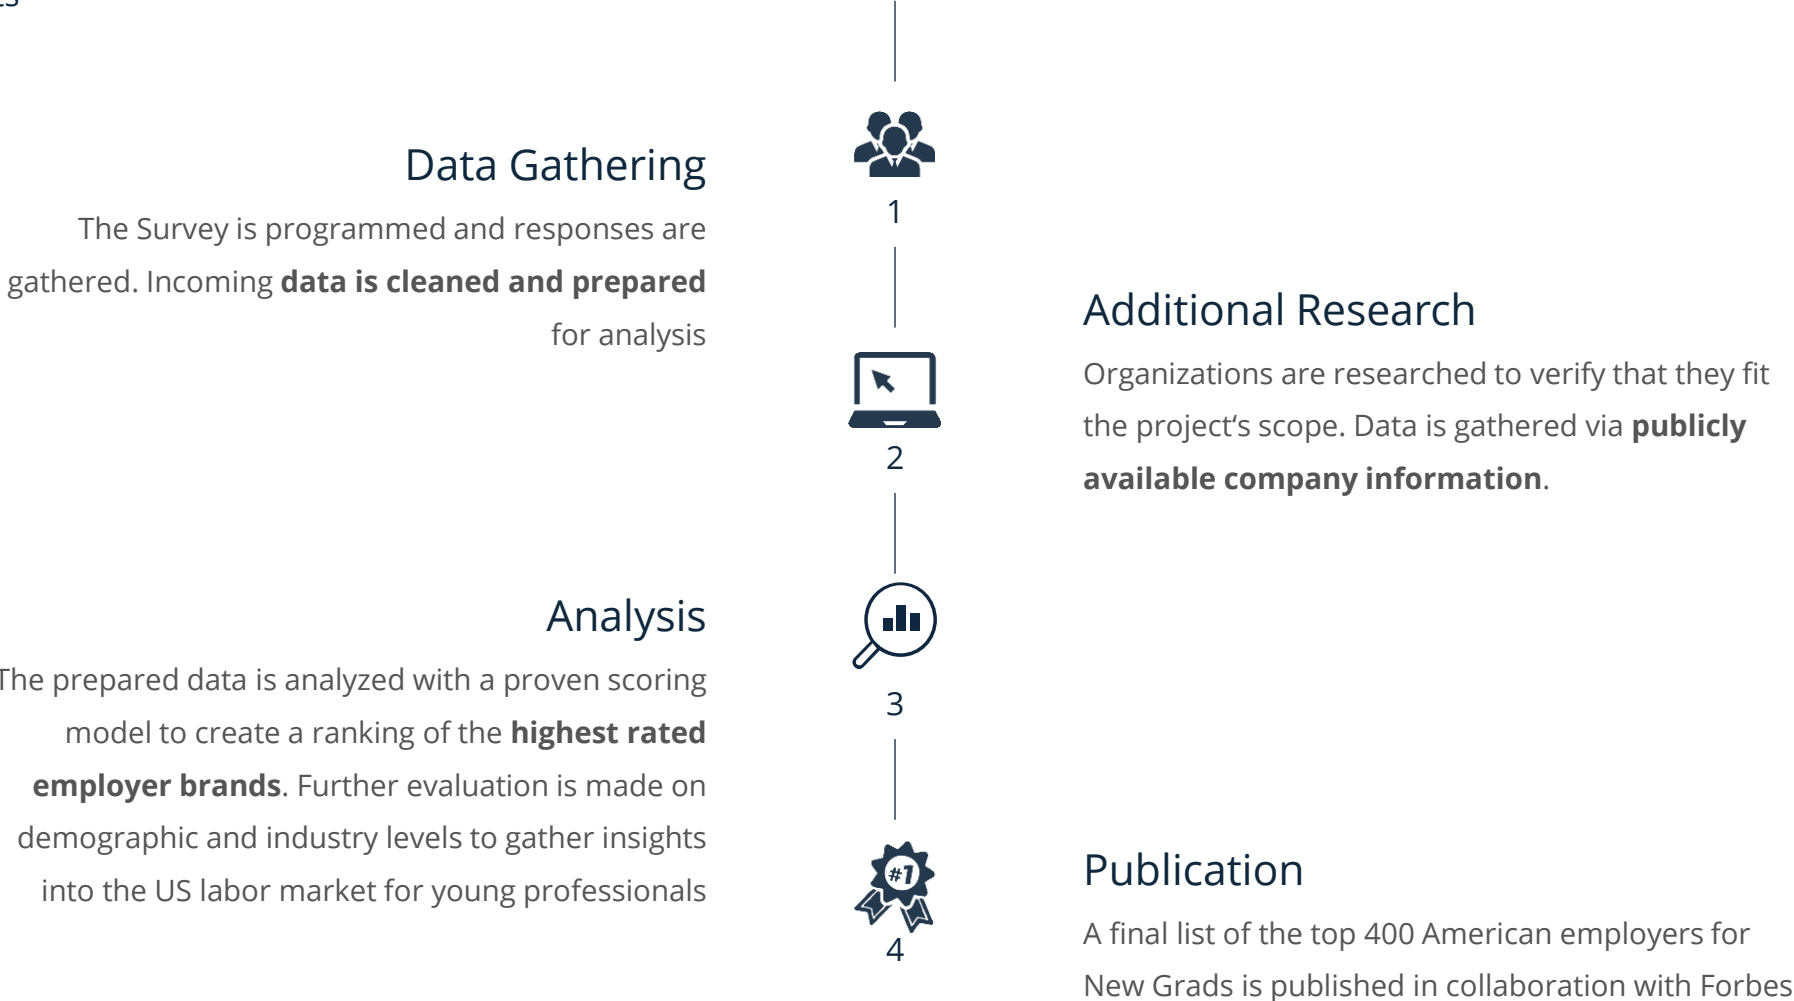 Data Gathering
The Survey is programmed and responses are
gathered. Incoming data is cleaned and prepared
for analysis
1
Additional Research
Organizations are researched to verify that they fit
the project‘s scope. Data is gathered via publicly
available company information.
2
Analysis
The prepared data is analyzed with a proven scoring
model to create a ranking of the highest rated
employer brands. Further evaluation is made on
demographic and industry levels to gather insights
into the US labor market for young professionals
3
#1
4
Publication
A final list of the top 400 American employers for
New Grads is published in collaboration with Forbes